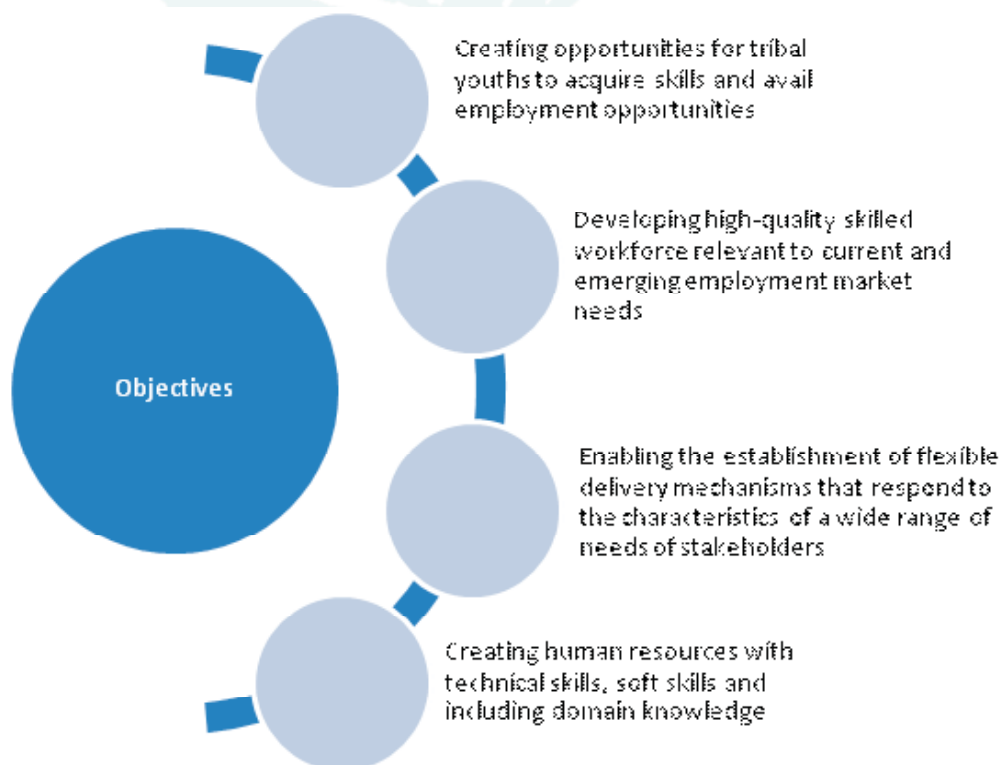 Creating opportunities for tribal
youths to acquire skills and avail
employment opportunities
Developing high-quality skilled
workforce relevant to current and
emerging employment market
needs
Objectives
Enabling the establishment of flexible
delivery mechanisms that respond to
the characteristics of a wide range of
needs of stakeholders
Creating human resources with
technical skills, soft skills and
including domain knowledge